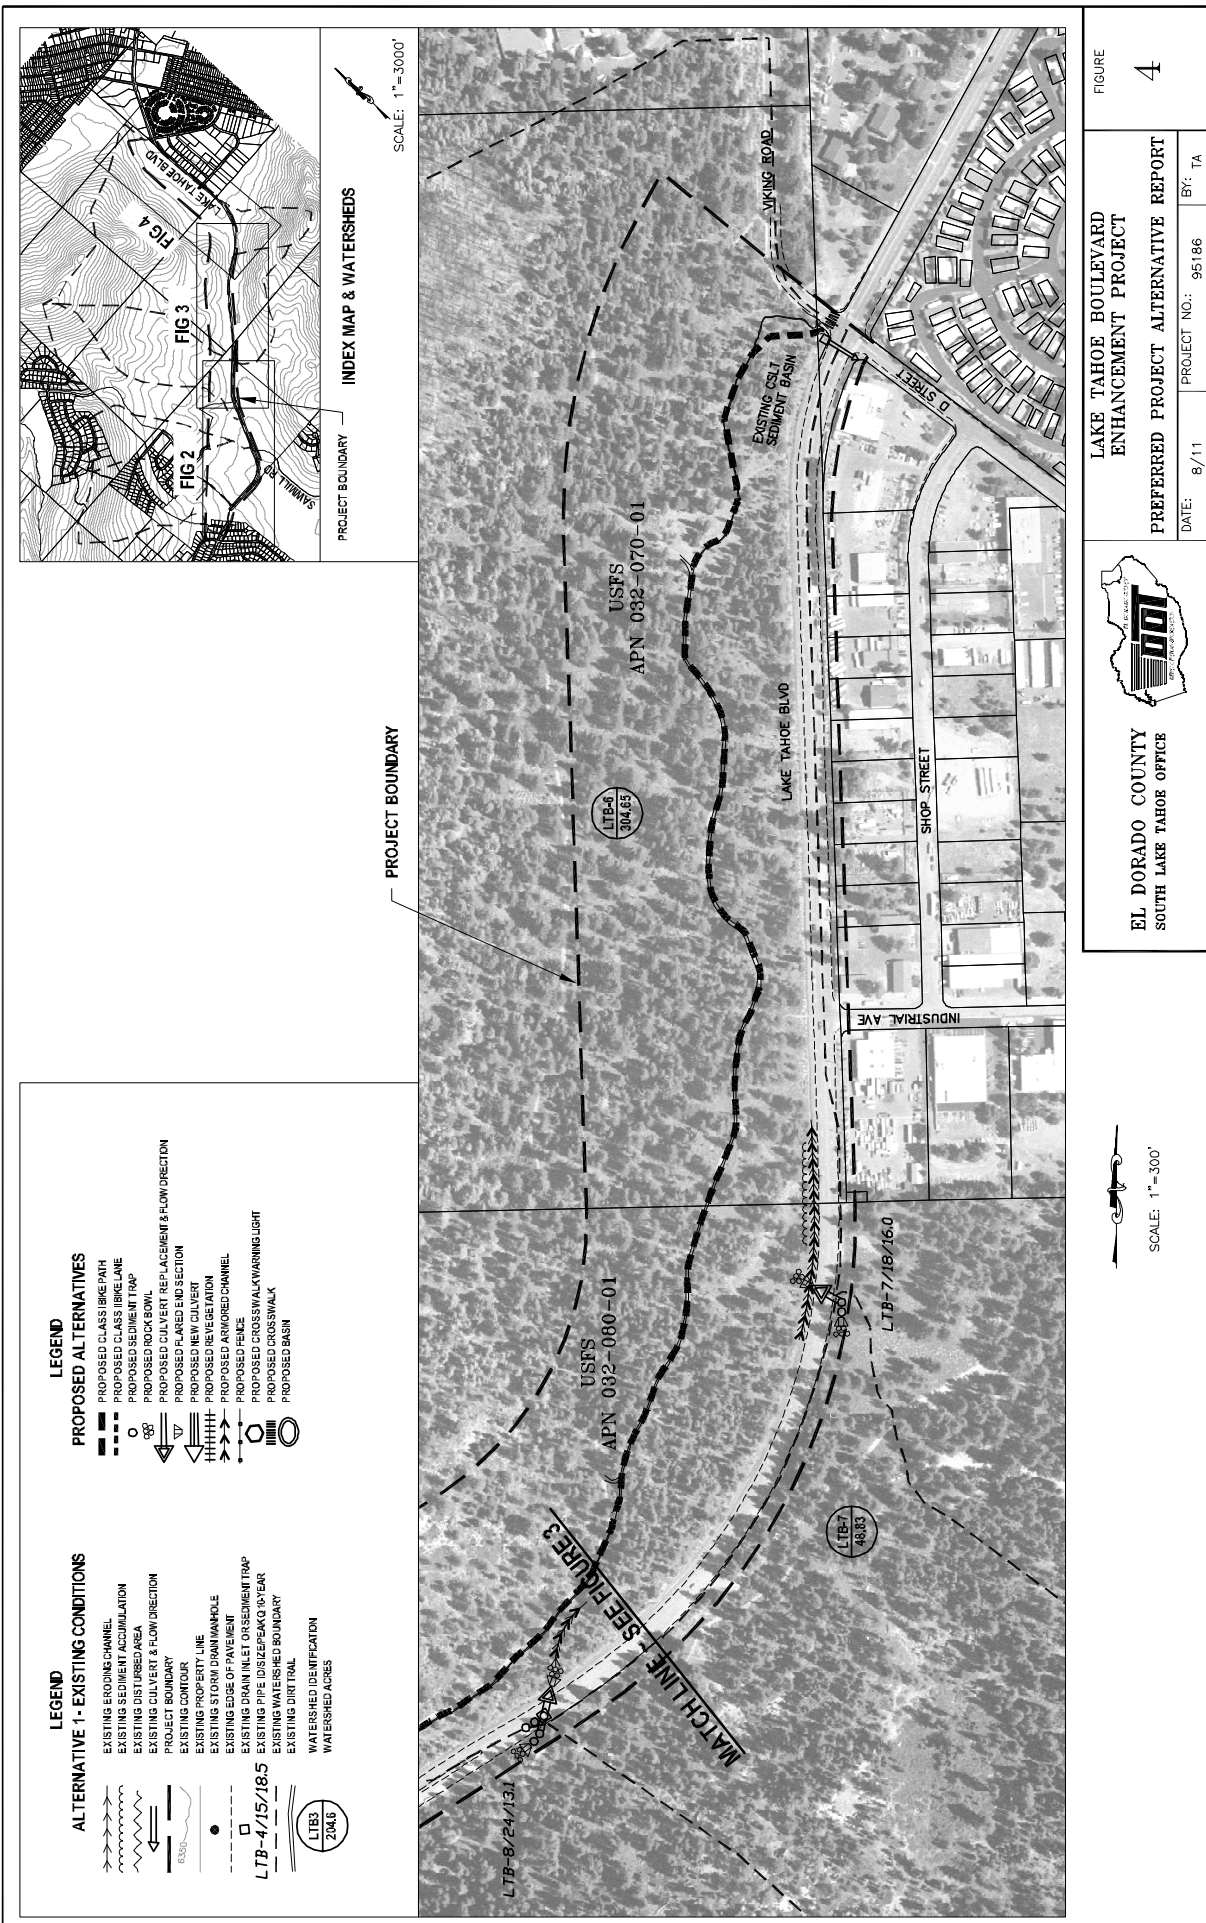 LEGEND
ALTERNATIVE 1 - EXISTING CONDITIONS
EXISTING ERODING CHANNEL
EXISTING SEDIMENT ACCUMULATION
EXISTING DISTURBED AREA
EXISTING CULVERT & FLOW DIRECTION
PROJECT BOUNDARY
6350
EXISTING CONTOUR
EXISTING PROPERTY LINE
EXISTING STORM DRAIN MANHOLE
EXISTING EDGE OF PAVEMENT
EXISTING DRAIN INLET OR SEDIMENT TRAP
LTB-4/15/18.5
EXISTING PIPE ID/SIZE/PEAK Q 10-YEAR
EXISTING WATERSHED BOUNDARY
EXISTING DIRT TRAIL
LTB3
204.6
WATERSHED IDENTIFICATION
WATERSHED ACRES
LEGEND
PROPOSED ALTERNATIVES
PROPOSED CLASS I BIKE PATH
PROPOSED CLASS II BIKE LANE
PROPOSED SEDIMENT TRAP
PROPOSED ROCK BOWL
PROPOSED CULVERT REPLACEMENT & FLOW DIRECTION
PROPOSED FLARED END SECTION
PROPOSED NEW CULVERT
PROPOSED REVEGETATION
PROPOSED ARMORED CHANNEL
PROPOSED FENCE
PROPOSED CROSSWALK WARNING LIGHT
PROPOSED CROSSWALK
PROPOSED BASIN
FIG 2
FIG 3
FIG 4
LAKE TAHOE BLVD
SAWMILL RD
PROJECT BOUNDARY
INDEX MAP & WATERSHEDS
SCALE: 1"=3000'
PROJECT BOUNDARY
LTB-8/24/13.1
MATCH LINE SEE FIGURE 3
USFS
APN 032-080-01
LTB-7
48.83
LTB-7/18/16.0
LTB-6
304.65
USFS
APN 032-070-01
LAKE TAHOE BLVD
INDUSTRIAL AVE
SHOP STREET
EXISTING CSLT
SEDIMENT BASIN
D STREET
VIKING ROAD
SCALE: 1"=300'
EL DORADO COUNTY
SOUTH LAKE TAHOE OFFICE
LAKE TAHOE BOULEVARD
ENHANCEMENT PROJECT
PREFERRED PROJECT ALTERNATIVE REPORT
DATE: 8/11
PROJECT NO.: 95186
BY: TA
FIGURE
4